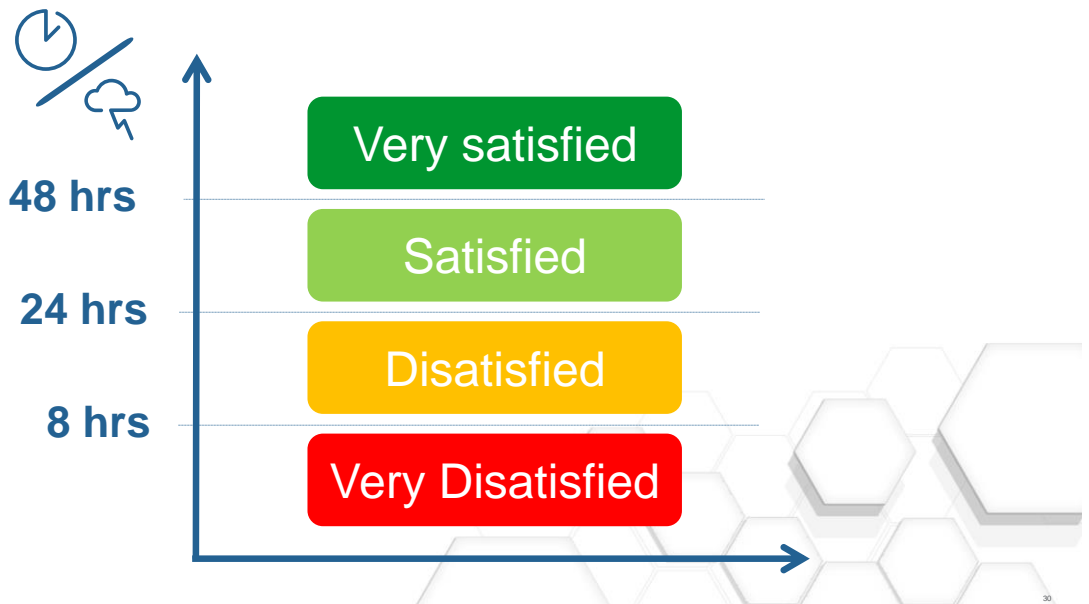 Very satisfied
48 hrs
Satisfied
24 hrs
Disatisfied
8 hrs
Very Disatisfied
30